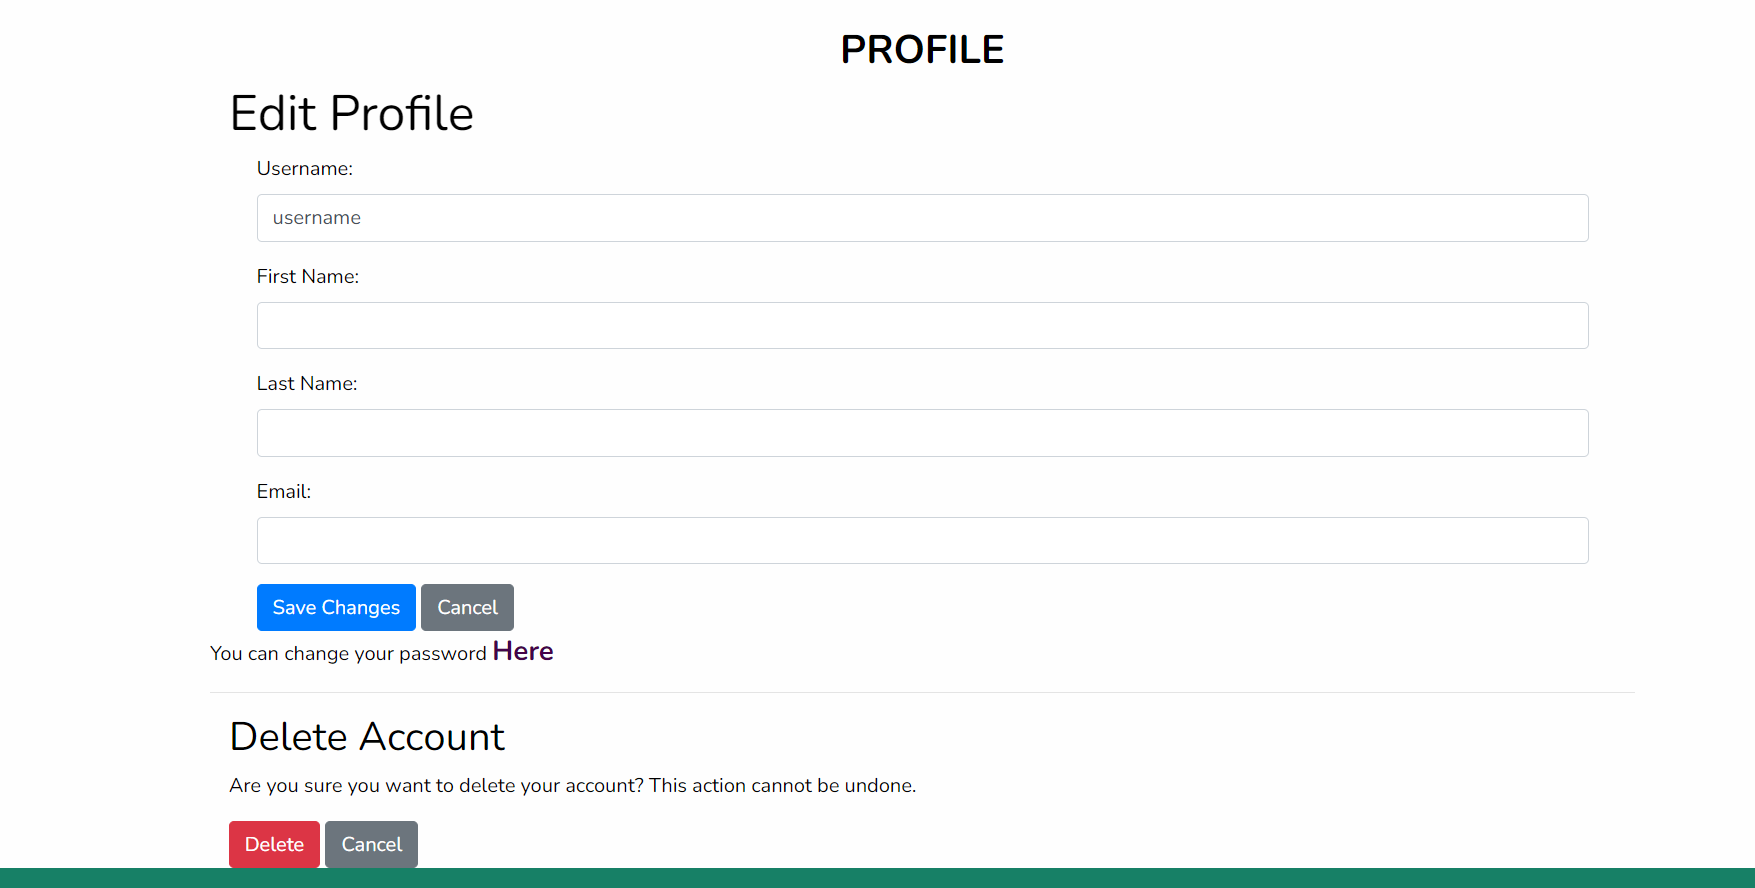 PROFILE
Edit Profile
Username:
username
First Name:
Last Name:
Email:
Save Changes Cancel
You can change your password Here
Delete Account
Are you sure you want to delete your account? This action cannot be undone.
Delete Cancel